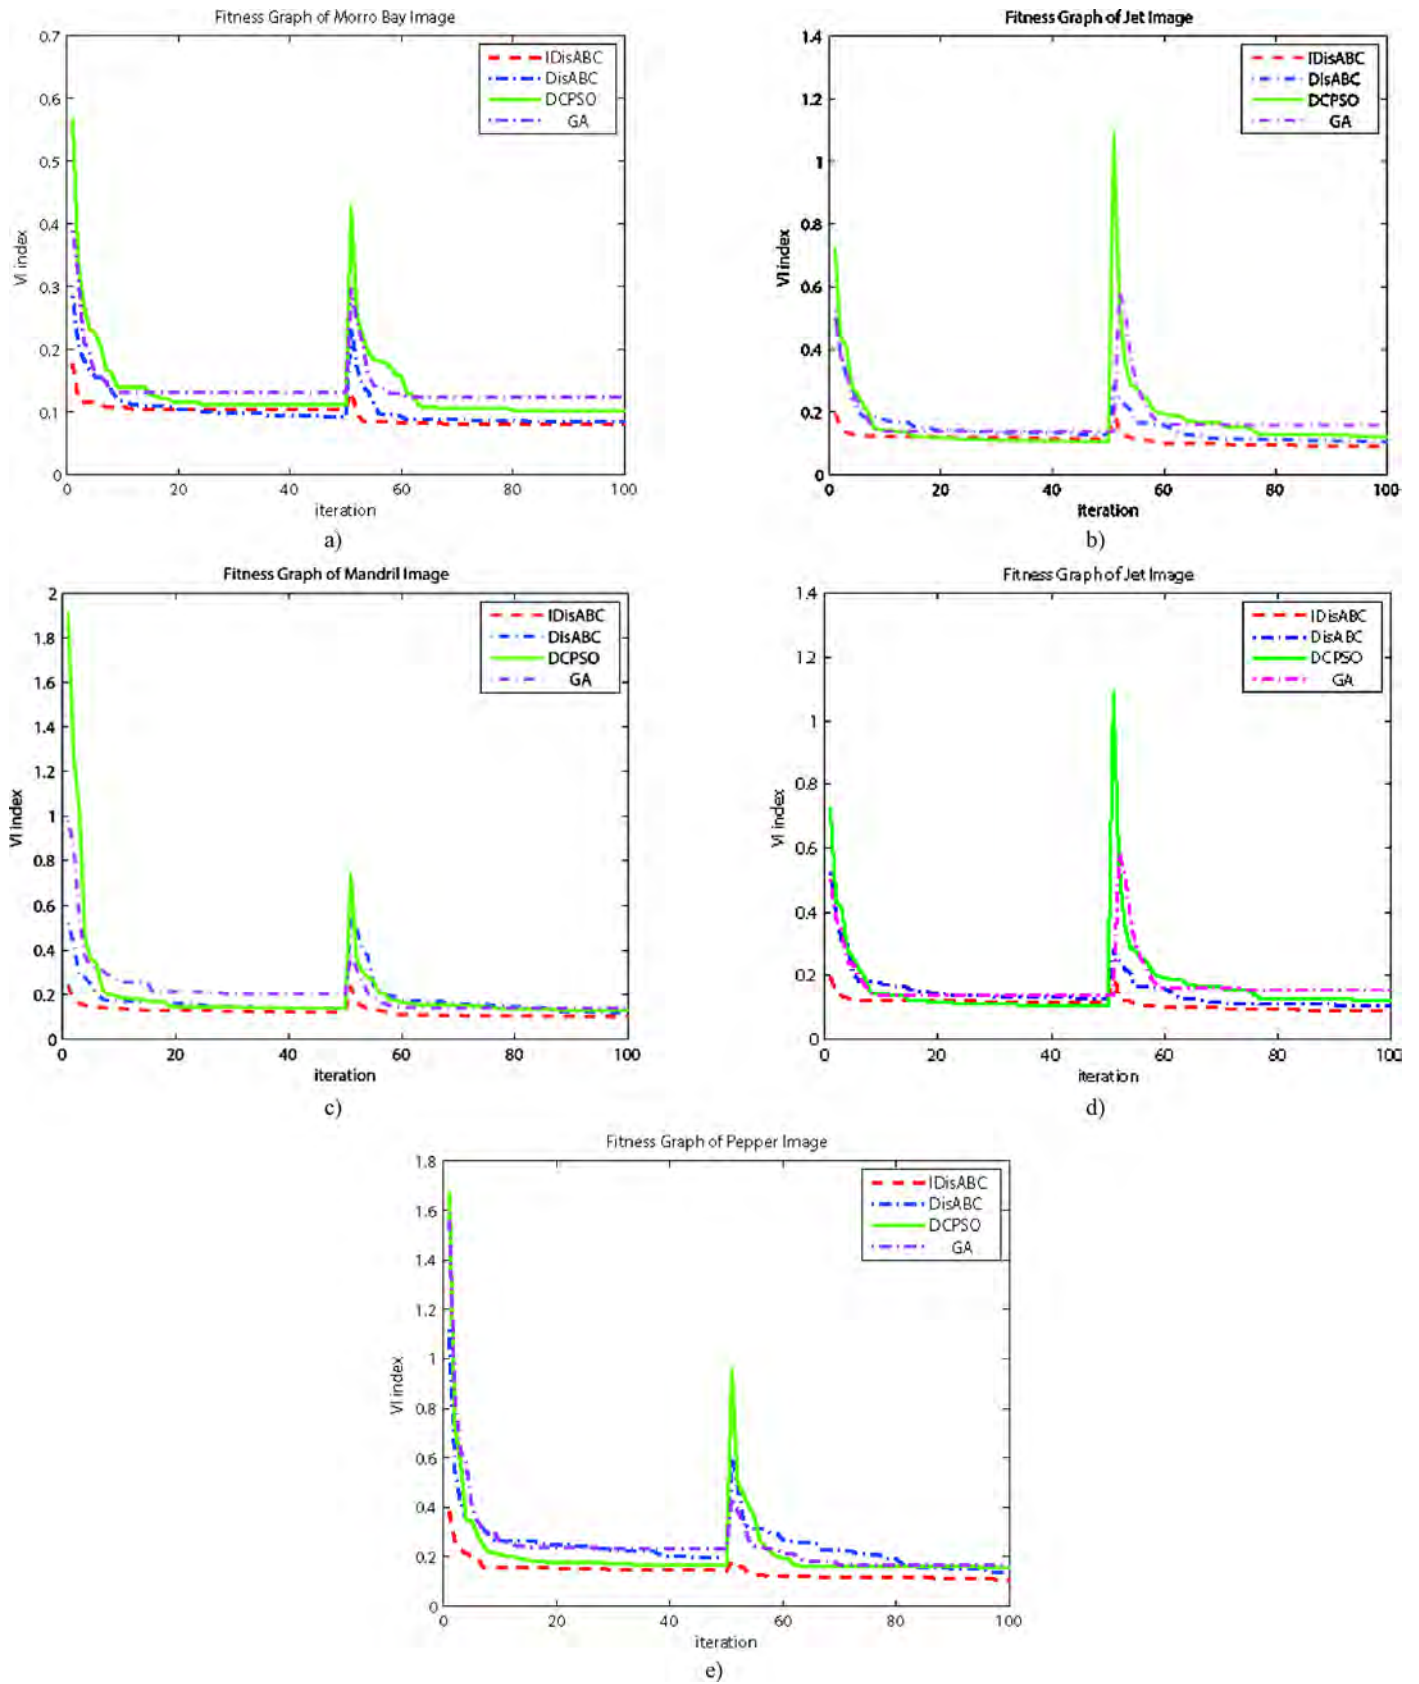 Fitness Graph of Morro Bay Image
0.7
0.6
0.5
0.4
0.3
0.2
0.1
0
VI index
IDisABC
DisABC
DCPSO
GA
0 20 40 60 80 100
iteration
a)
Fitness Graph of Jet Image
1.4
1.2
1
0.8
0.6
0.4
0.2
0
VI index
IDisABC
DisABC
DCPSO
GA
0 20 40 60 80 100
iteration
b)
Fitness Graph of Mandril Image
2
1.8
1.6
1.4
1.2
1
0.8
0.6
0.4
0.2
0
VI index
IDisABC
DisABC
DCPSO
GA
0 20 40 60 80 100
iteration
c)
Fitness Graph of Jet Image
1.4
1.2
1
0.8
0.6
0.4
0.2
0
VI index
IDisABC
DisABC
DCPSO
GA
0 20 40 60 80 100
iteration
d)
Fitness Graph of Pepper Image
1.8
1.6
1.4
1.2
1
0.8
0.6
0.4
0.2
0
VI index
IDisABC
DisABC
DCPSO
GA
0 20 40 60 80 100
iteration
e)